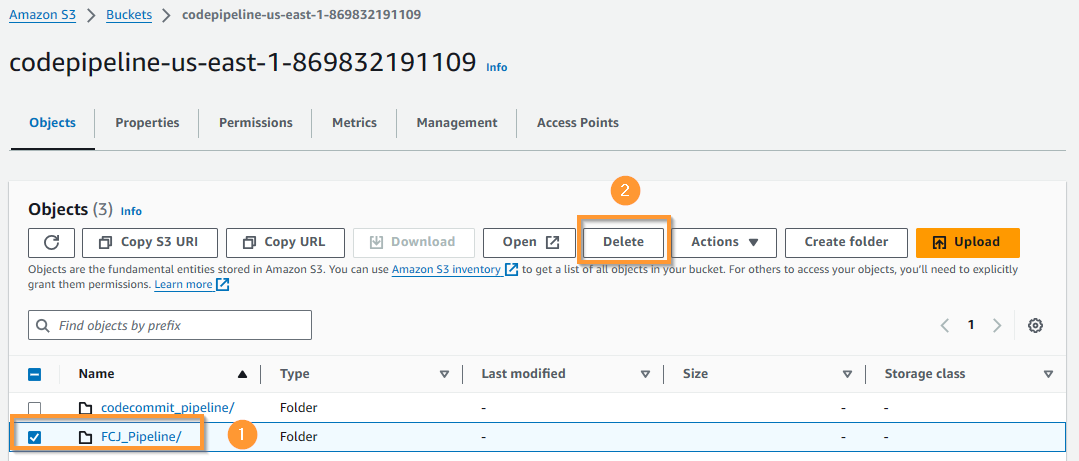 Amazon S3 > Buckets > codepipeline-us-east-1-869832191109
codepipeline-us-east-1-869832191109 Info
Objects Properties Permissions Metrics Management Access Points
2
Objects (3) Info
Copy S3 URI Copy URL Download Open Delete Actions Create folder Upload
Objects are the fundamental entities stored in Amazon S3. You can use Amazon S3 inventory to get a list of all objects in your bucket. For others to access your objects, you'll need to explicitly
grant them permissions. Learn more
Find objects by prefix 1
Name Type Last modified Size Storage class
codecommit_pipeline/ Folder - - -
FCJ_Pipeline/ 1 Folder - - -